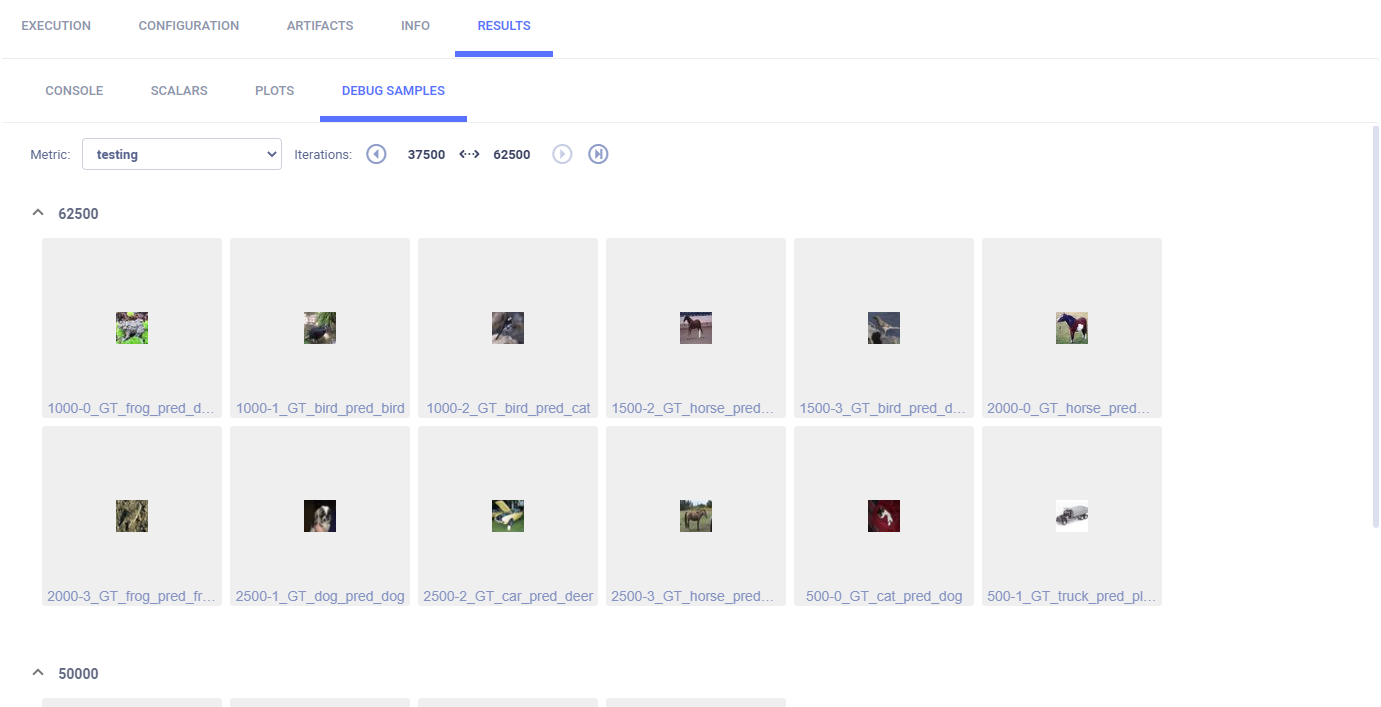 EXECUTION CONFIGURATION ARTIFACTS INFO RESULTS
CONSOLE SCALARS PLOTS DEBUG SAMPLES
Metric: testing Iterations: 37500 62500
62500
1000-0_GT_frog_pred_d... 1000-1_GT_bird_pred_bird 1000-2_GT_bird_pred_cat 1500-2_GT_horse_pred... 1500-3_GT_bird_pred_d... 2000-0_GT_horse_pred...
2000-3_GT_frog_pred_fr... 2500-1_GT_dog_pred_dog 2500-2_GT_car_pred_deer 2500-3_GT_horse_pred... 500-0_GT_cat_pred_dog 500-1_GT_truck_pred_pl...
50000